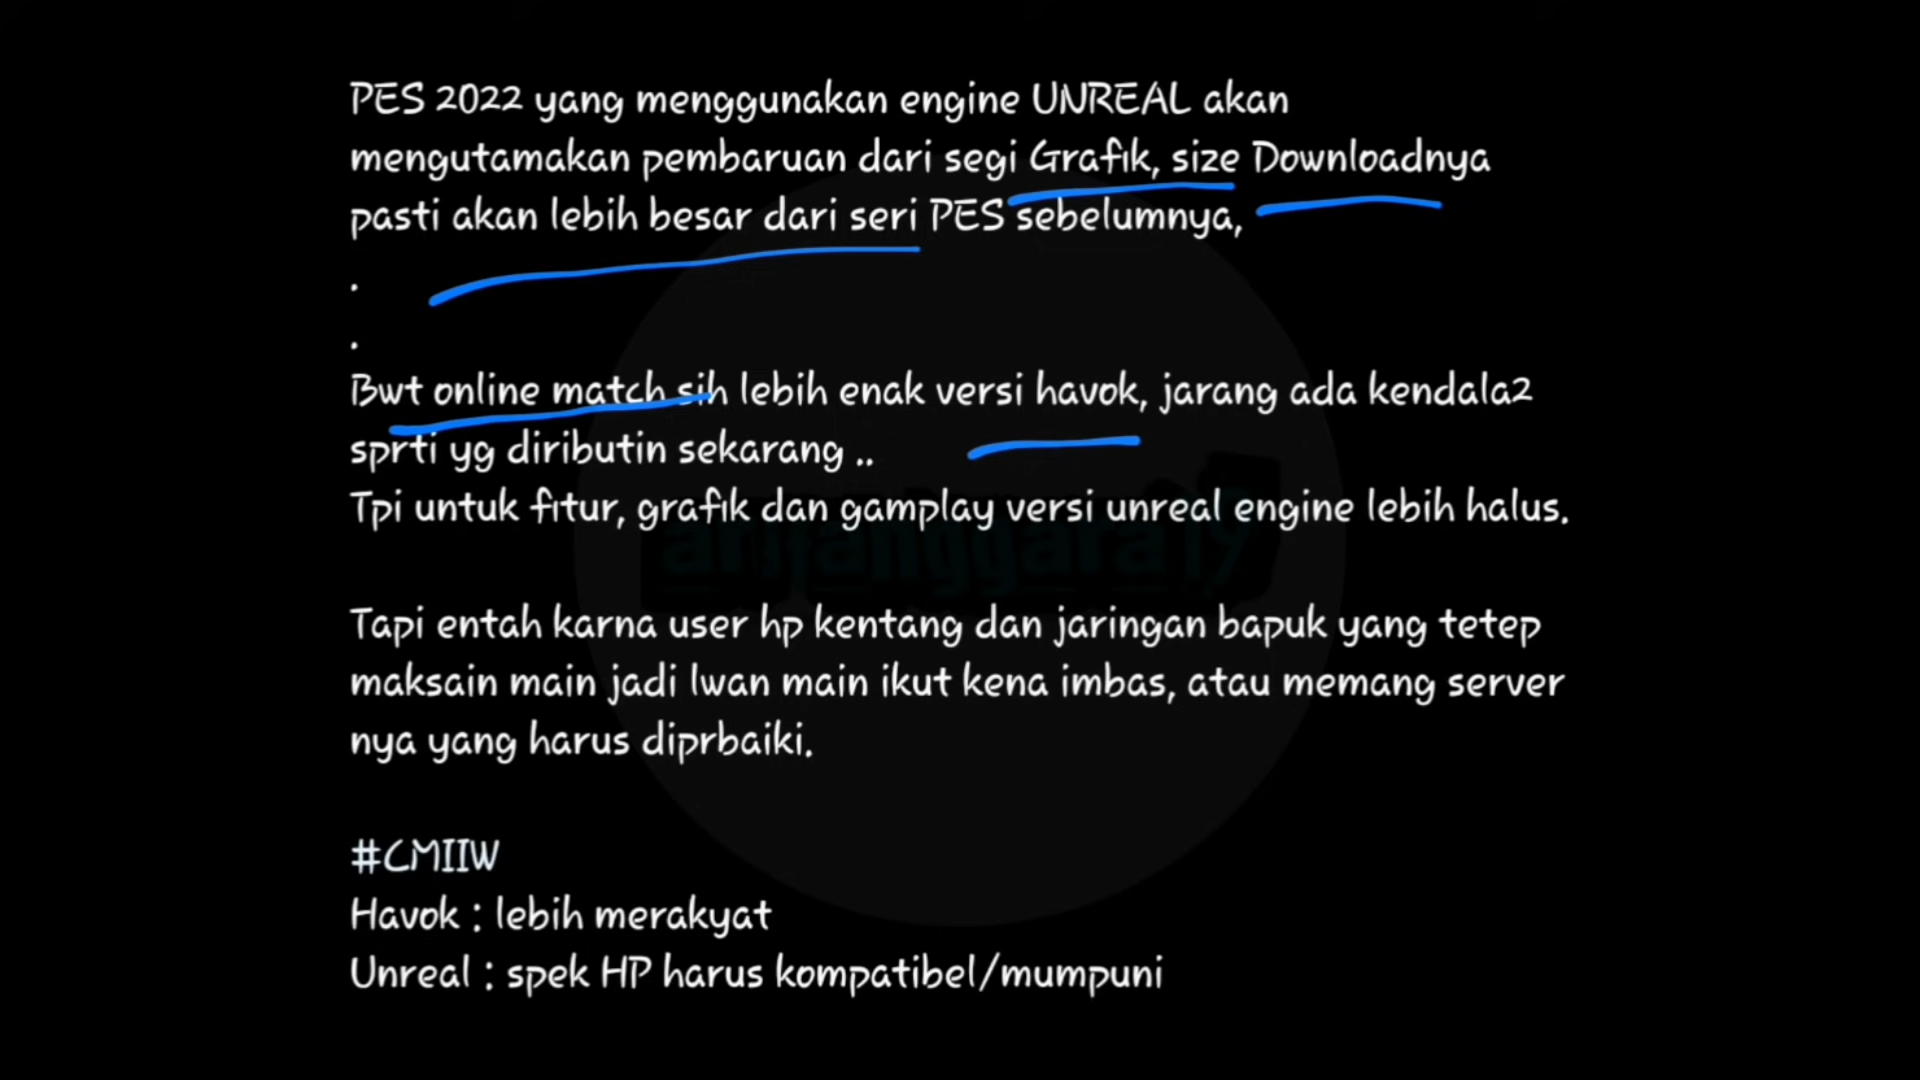 PES 2022 yang menggunakan engine UNREAL akan
mengutamakan pembaruan dari segi Grafik, size Downloadnya
pasti akan lebih besar dari seri PES sebelumnya,
.
.
Bwt online match sih lebih enak versi havok, jarang ada kendala2
sprti yg diributin sekarang ..
Tpi untuk fitur, grafik dan gamplay versi unreal engine lebih halus.
Tapi entah karna user hp kentang dan jaringan bapuk yang tetep
maksain main jadi lwan main ikut kena imbas, atau memang server
nya yang harus diprbaiki.
#CMIIW
Havok : lebih merakyat
Unreal : spek HP harus kompatibel/mumpuni